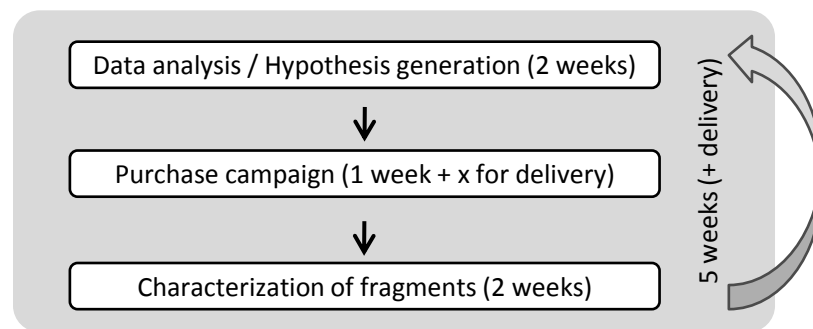 Data analysis / Hypothesis generation (2 weeks)
Purchase campaign (1 week + x for delivery)
Characterization of fragments (2 weeks)
5 weeks (+ delivery)